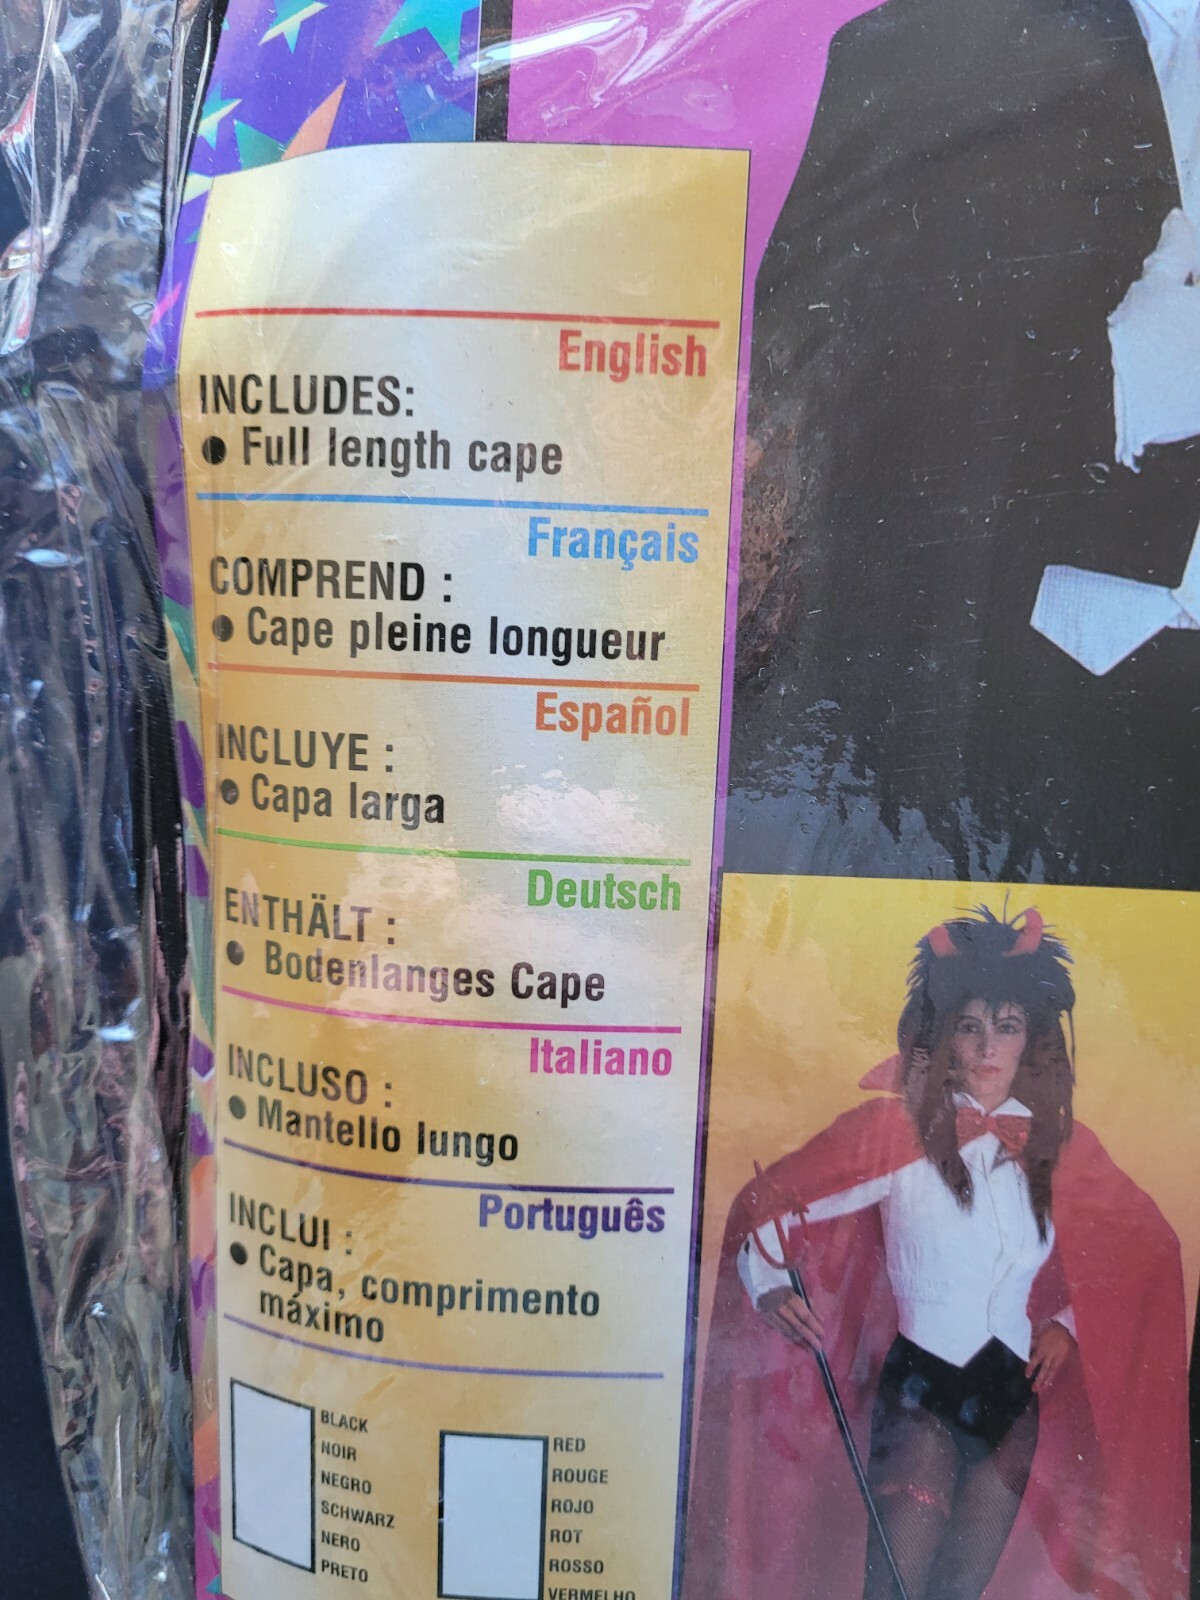 English
INCLUDES:
● Full length cape
Français
COMPREND :
● Cape pleine longueur
Español
INCLUYE :
● Capa larga
Deutsch
ENTHÄLT :
● Bodenlanges Cape
Italiano
INCLUSO :
● Mantello lungo
Português
INCLUI :
● Capa, comprimento
máximo
BLACK
NOIR
NEGRO
SCHWARZ
NERO
PRETO
RED
ROUGE
ROJO
ROT
ROSSO
VERMELHO